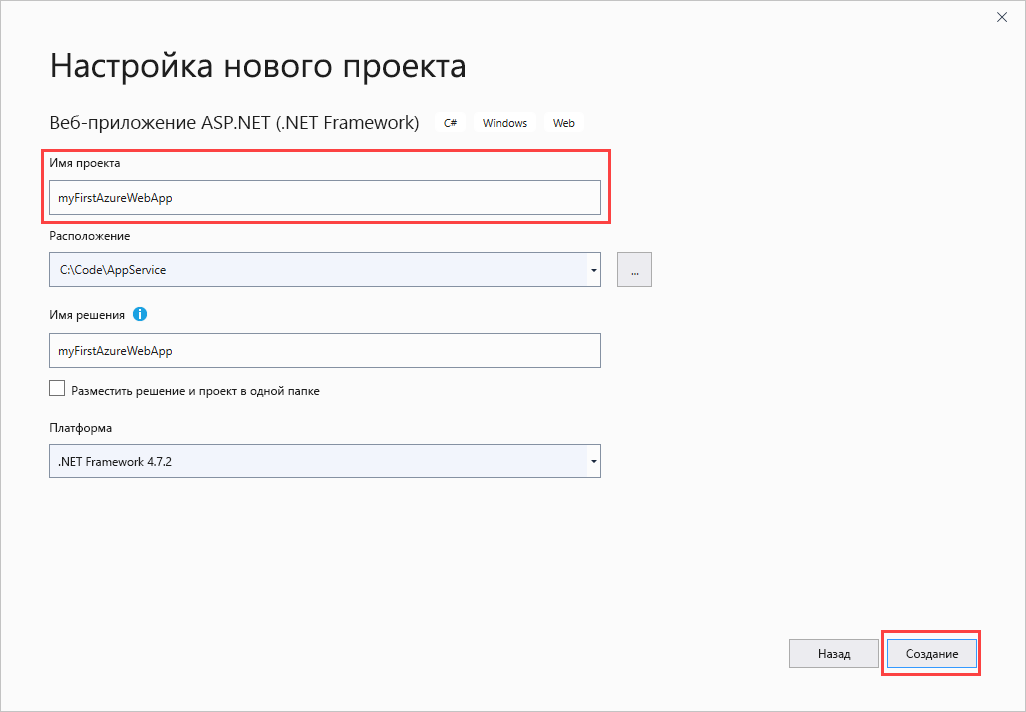 Настройка нового проекта
Веб-приложение ASP.NET (.NET Framework) C# Windows Web
Имя проекта
myFirstAzureWebApp
Расположение
C:\Code\AppService
...
Имя решения
myFirstAzureWebApp
Разместить решение и проект в одной папке
Платформа
.NET Framework 4.7.2
Назад Создание